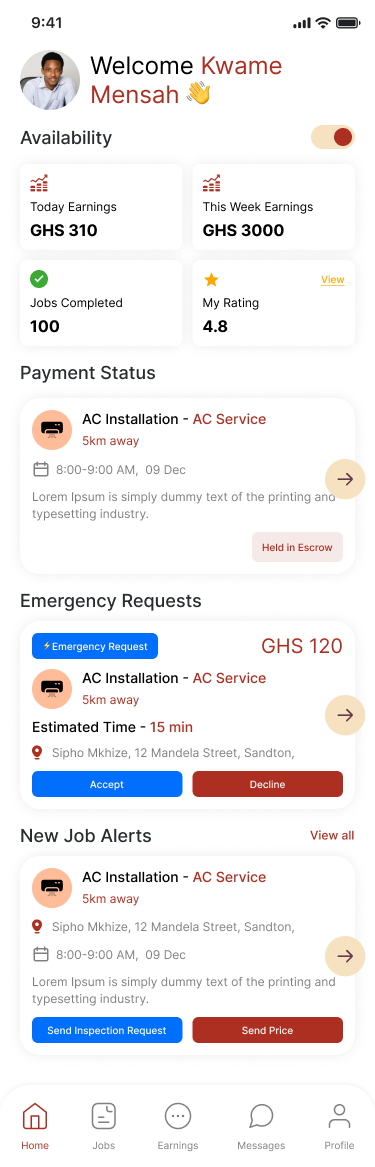 9:41
Welcome Kwame
Mensah 👋
Availability
Today Earnings
GHS 310
This Week Earnings
GHS 3000
Jobs Completed
100
View
My Rating
4.8
Payment Status
AC Installation - AC Service
5km away
8:00-9:00 AM, 09 Dec
Lorem Ipsum is simply dummy text of the printing and
typesetting industry.
Held in Escrow
Emergency Requests
⚡Emergency Request
GHS 120
AC Installation - AC Service
5km away
Estimated Time - 15 min
Sipho Mkhize, 12 Mandela Street, Sandton,
Accept
Decline
New Job Alerts
View all
AC Installation - AC Service
5km away
Sipho Mkhize, 12 Mandela Street, Sandton,
8:00-9:00 AM, 09 Dec
Lorem Ipsum is simply dummy text of the printing and
typesetting industry.
Send Inspection Request
Send Price
Home
Jobs
Earnings
Messages
Profile